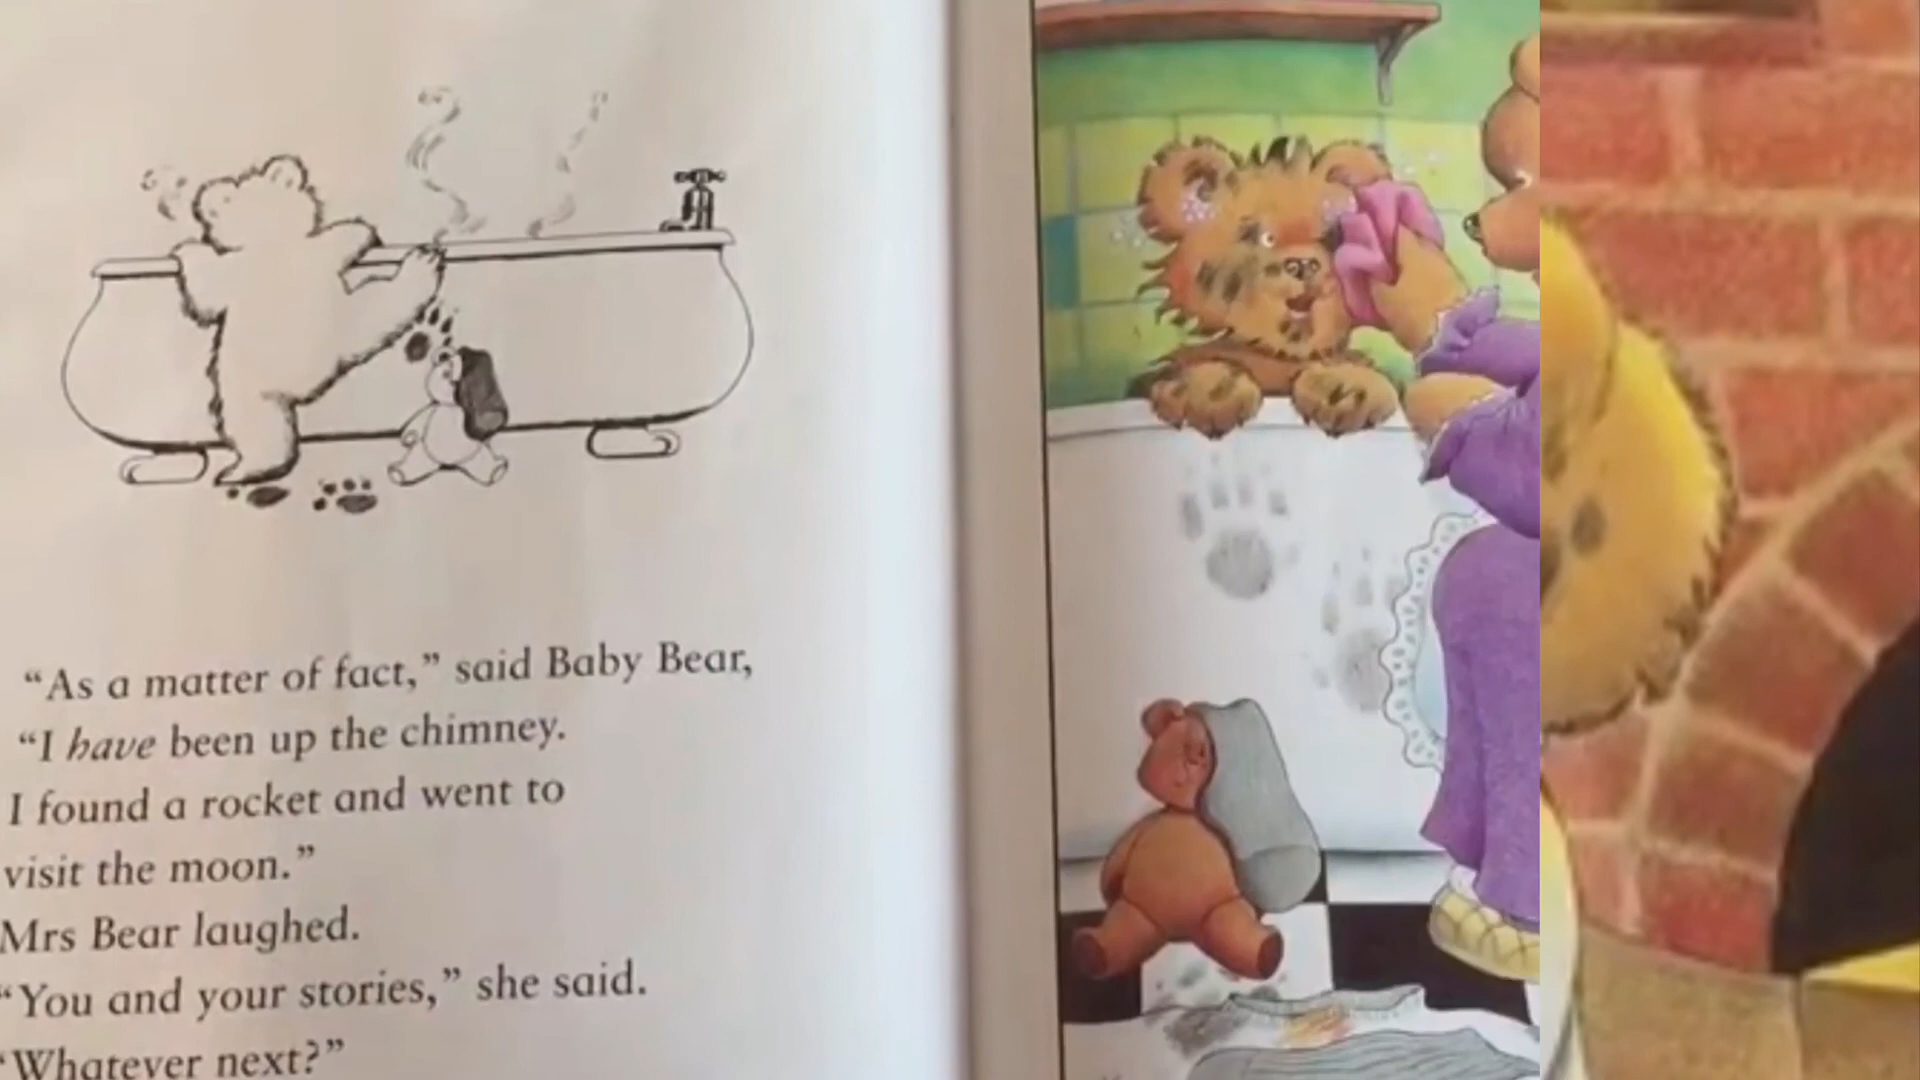 “As a matter of fact,” said Baby Bear,
“I have been up the chimney.
I found a rocket and went to
visit the moon.”
Mrs Bear laughed.
“You and your stories,” she said.
“Whatever next?”